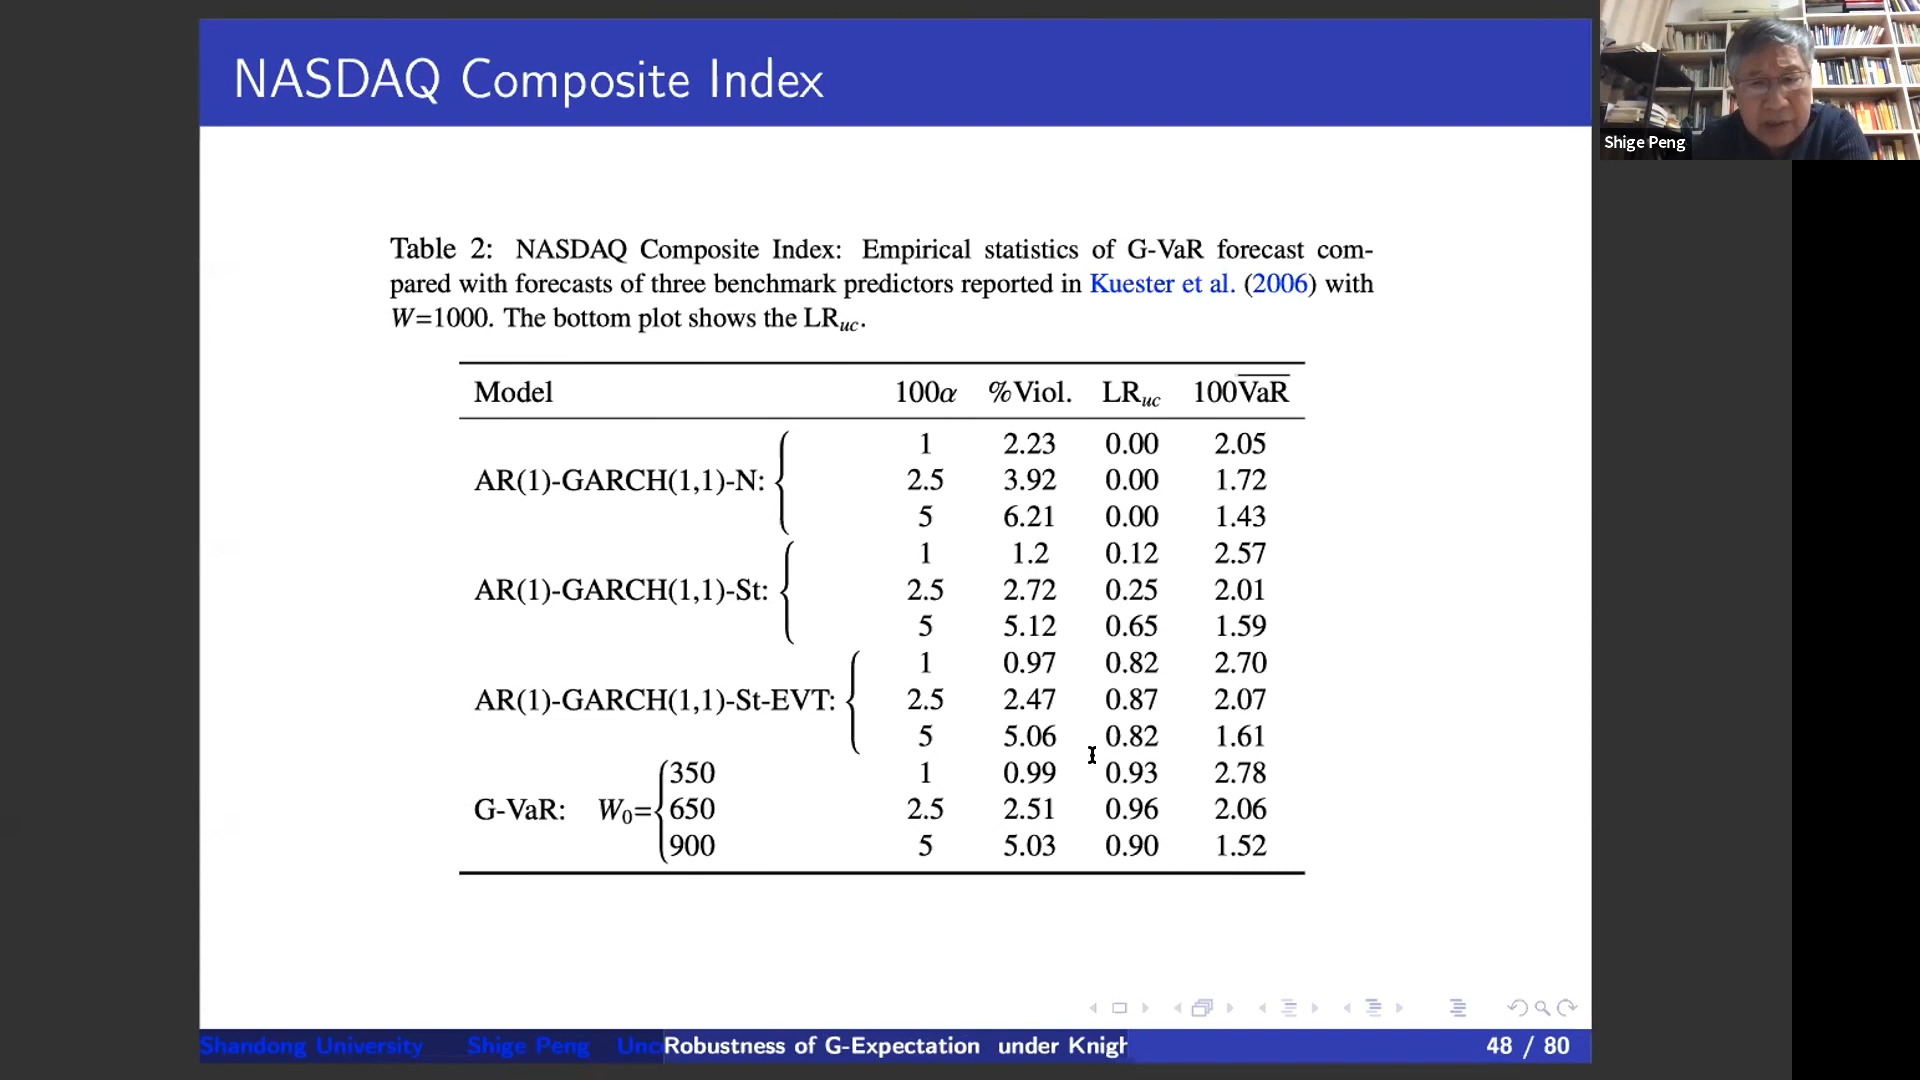 NASDAQ Composite Index
Shige Peng
Table 2: NASDAQ Composite Index: Empirical statistics of G-VaR forecast com-
pared with forecasts of three benchmark predictors reported in Kuester et al. (2006) with
W=1000. The bottom plot shows the LRuc.
Model 100α %Viol. LRuc 100V̅a̅R̅
1 2.23 0.00 2.05
AR(1)-GARCH(1,1)-N: 2.5 3.92 0.00 1.72
5 6.21 0.00 1.43
1 1.2 0.12 2.57
AR(1)-GARCH(1,1)-St: 2.5 2.72 0.25 2.01
5 5.12 0.65 1.59
1 0.97 0.82 2.70
AR(1)-GARCH(1,1)-St-EVT: 2.5 2.47 0.87 2.07
5 5.06 0.82 1.61
350 1 0.99 0.93 2.78
G-VaR: W0= 650 2.5 2.51 0.96 2.06
900 5 5.03 0.90 1.52
Shandong University Shige Peng Unc Robustness of G-Expectation under Knigh 48 / 80